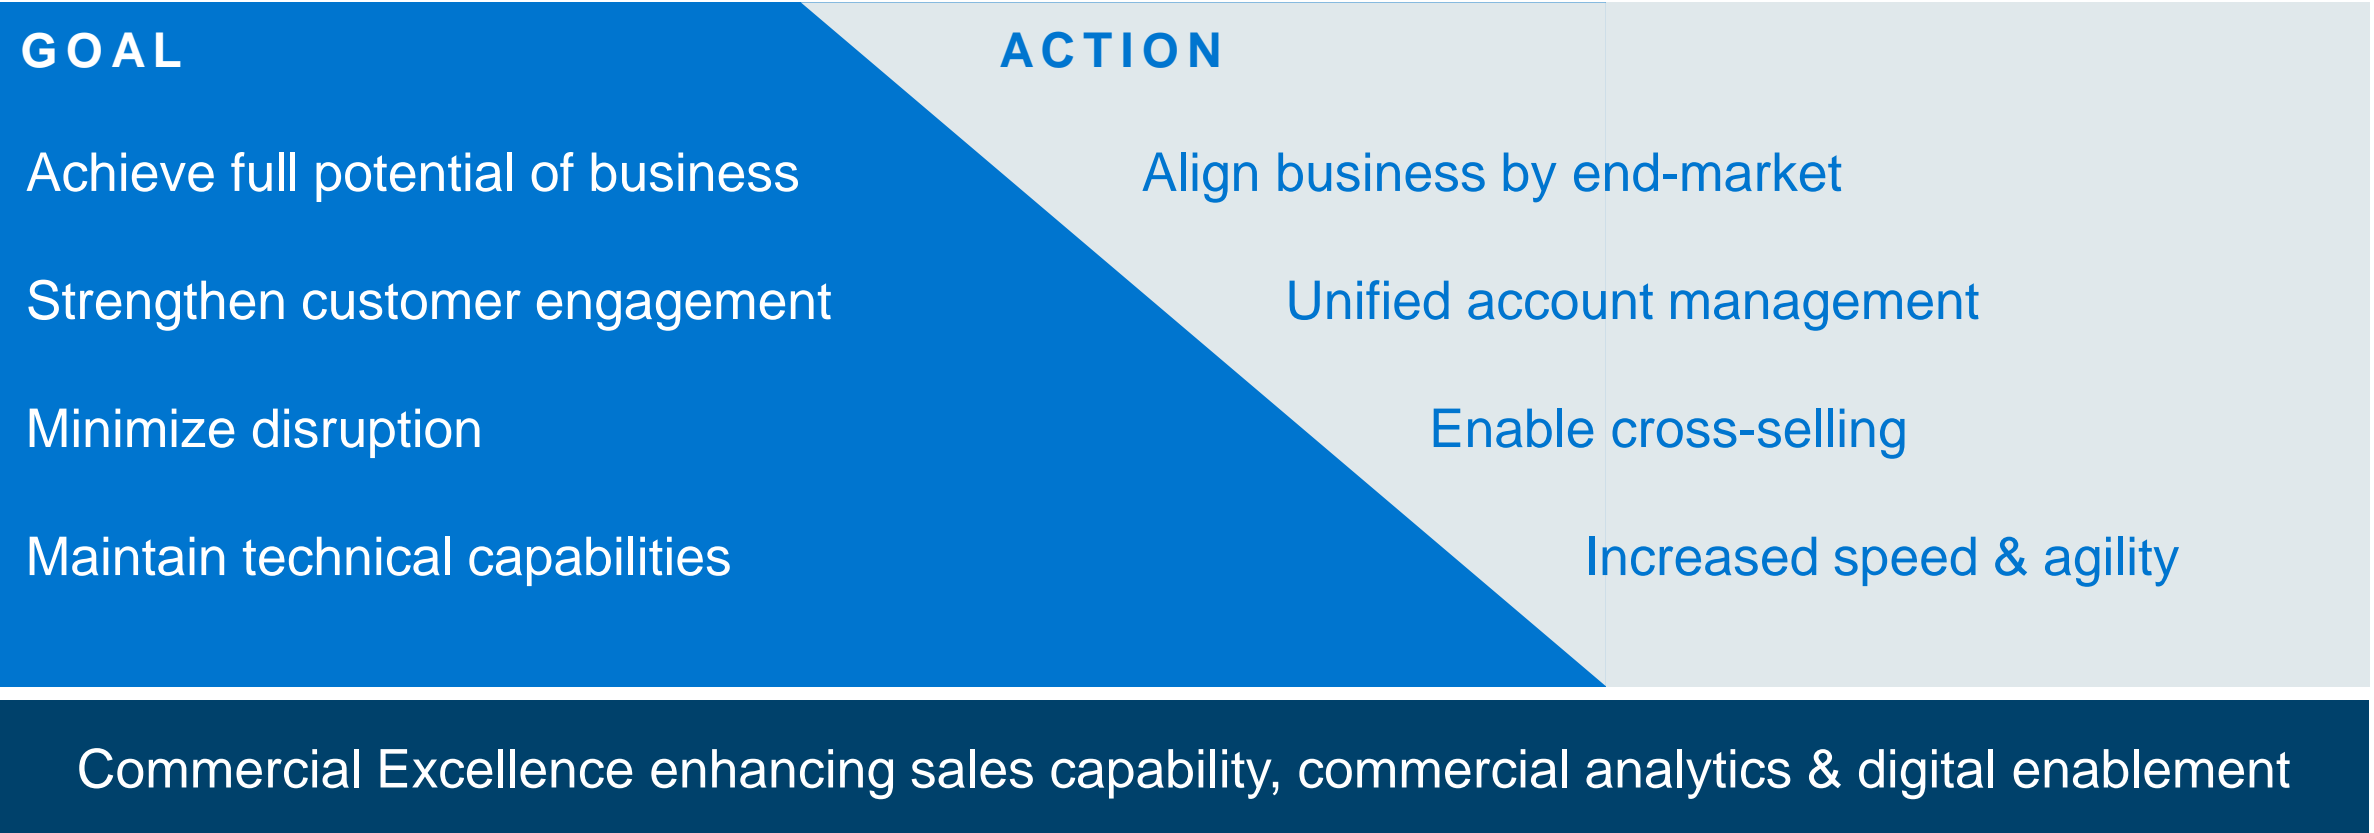 GOAL
ACTION
Achieve full potential of business
Align business by end-market
Strengthen customer engagement
Unified account management
Minimize disruption
Enable cross-selling
Maintain technical capabilities
Increased speed & agility
Commercial Excellence enhancing sales capability, commercial analytics & digital enablement